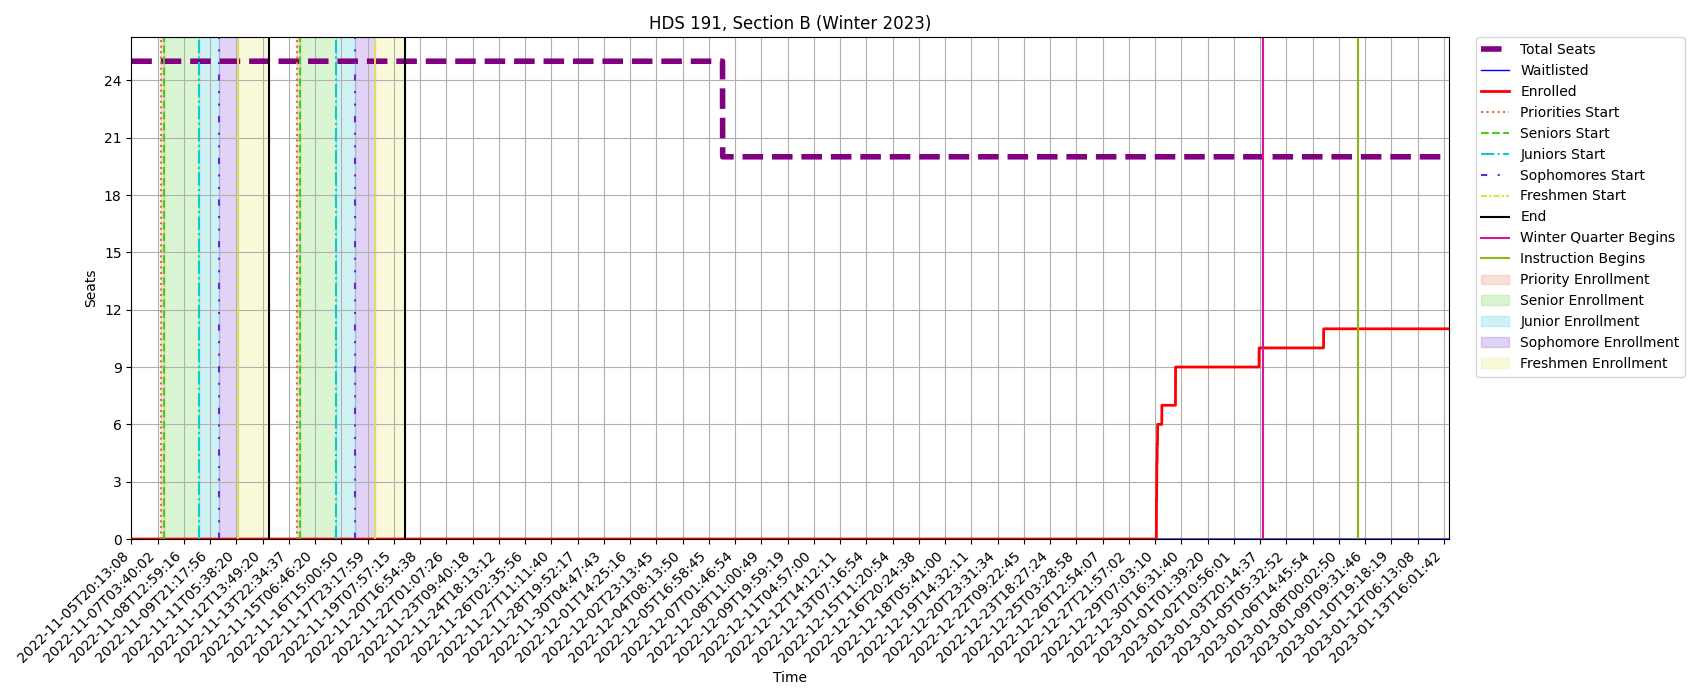 HDS 191, Section B (Winter 2023)
Seats
24
21
18
15
12
9
6
3
0
2022-11-05T20:13:08
2022-11-07T03:40:02
2022-11-08T12:59:16
2022-11-09T21:17:56
2022-11-11T05:38:20
2022-11-12T13:49:20
2022-11-13T22:34:37
2022-11-15T06:46:20
2022-11-16T15:00:50
2022-11-17T23:17:59
2022-11-19T07:57:15
2022-11-20T16:54:38
2022-11-22T01:07:26
2022-11-23T09:40:18
2022-11-24T18:13:12
2022-11-26T02:35:56
2022-11-27T11:11:40
2022-11-28T19:52:17
2022-11-30T04:47:43
2022-12-01T14:25:16
2022-12-02T23:13:45
2022-12-04T08:13:50
2022-12-05T16:58:45
2022-12-07T01:46:54
2022-12-08T11:00:49
2022-12-09T19:59:19
2022-12-11T04:57:00
2022-12-12T14:12:11
2022-12-13T07:16:54
2022-12-15T11:20:54
2022-12-16T20:24:38
2022-12-18T05:41:00
2022-12-19T14:32:11
2022-12-20T23:31:34
2022-12-22T09:22:45
2022-12-23T18:27:24
2022-12-25T03:28:58
2022-12-26T12:54:07
2022-12-27T21:57:02
2022-12-29T07:03:10
2022-12-30T16:31:40
2023-01-01T01:39:20
2023-01-02T10:56:01
2023-01-03T20:14:37
2023-01-05T05:32:52
2023-01-06T14:45:54
2023-01-08T00:02:50
2023-01-09T09:31:46
2023-01-10T19:18:19
2023-01-12T06:13:08
2023-01-13T16:01:42
Time
Total Seats
Waitlisted
Enrolled
Priorities Start
Seniors Start
Juniors Start
Sophomores Start
Freshmen Start
End
Winter Quarter Begins
Instruction Begins
Priority Enrollment
Senior Enrollment
Junior Enrollment
Sophomore Enrollment
Freshmen Enrollment